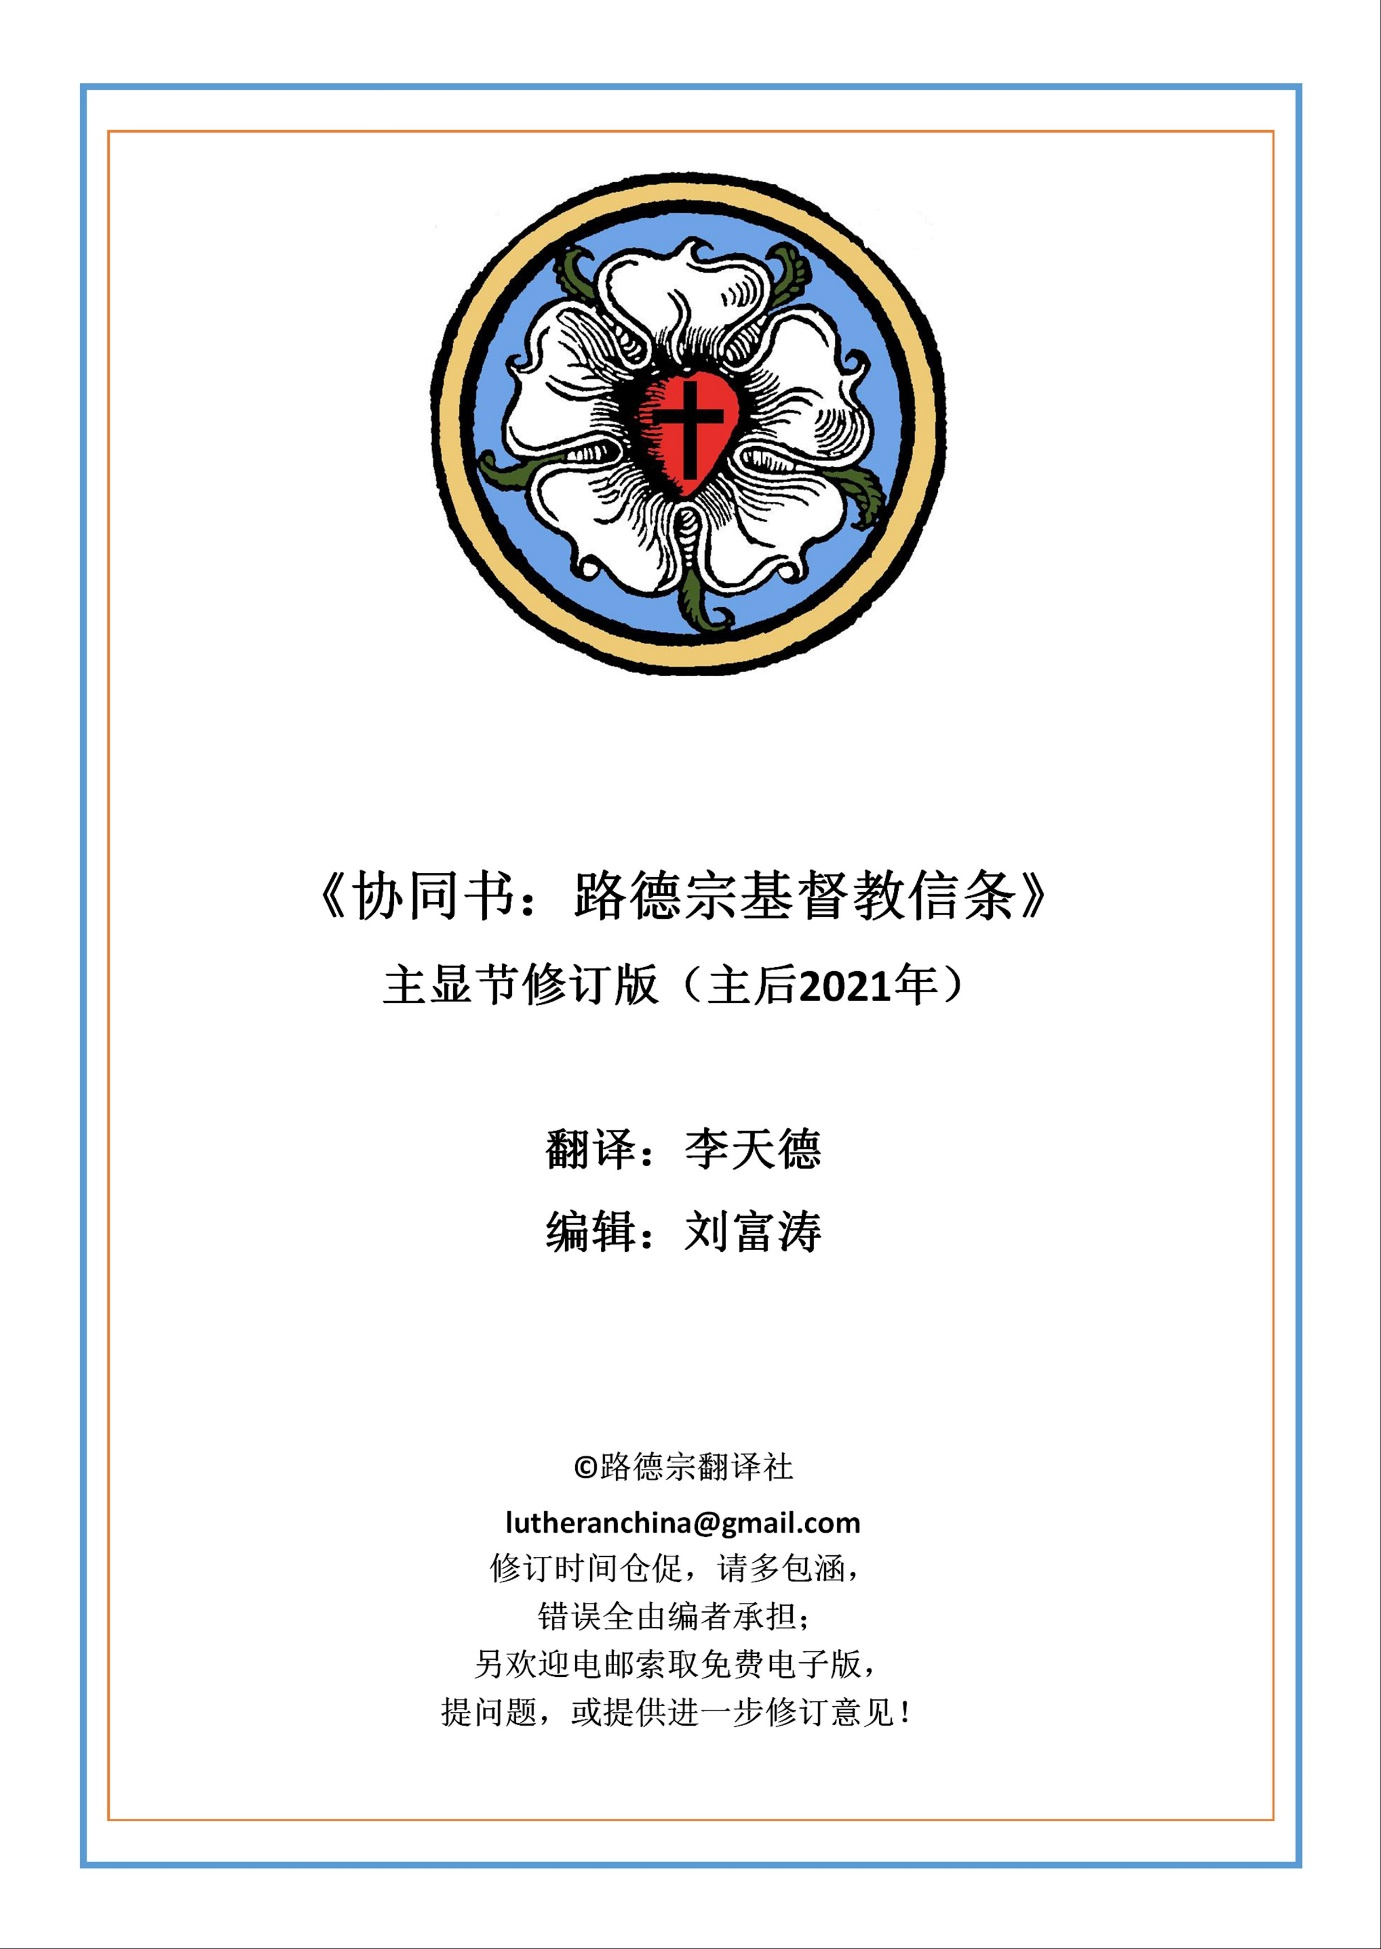 《协同书：路德宗基督教信条》
主显节修订版（主后2021年）
翻译：李天德
编辑：刘富涛
©路德宗翻译社
lutheranchina@gmail.com
修订时间仓促，请多包涵，
错误全由编者承担；
另欢迎电邮索取免费电子版，
提问题，或提供进一步修订意见！